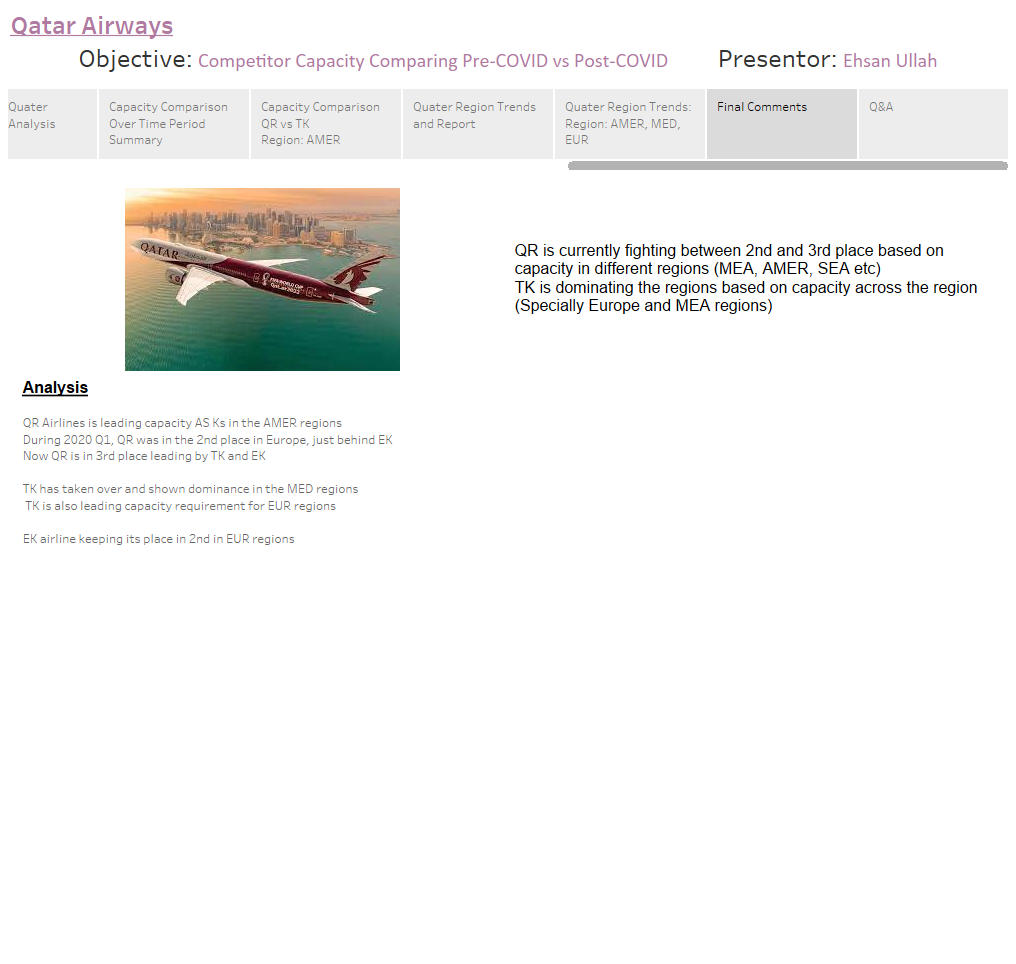 Qatar Airways
Objective: Competitor Capacity Comparing Pre-COVID vs Post-COVID
Presentor: Ehsan Ullah
Quater
Analysis
Capacity Comparison
Over Time Period
Summary
Capacity Comparison
QR vs TK
Region: AMER
Quater Region Trends
and Report
Quater Region Trends:
Region: AMER, MED,
EUR
Final Comments
Q&A
QATAR
FIFA WORLD CUP
Qatar2022
QR is currently fighting between 2nd and 3rd place based on
capacity in different regions (MEA, AMER, SEA etc)
TK is dominating the regions based on capacity across the region
(Specially Europe and MEA regions)
Analysis
QR Airlines is leading capacity AS Ks in the AMER regions
During 2020 Q1, QR was in the 2nd place in Europe, just behind EK
Now QR is in 3rd place leading by TK and EK
TK has taken over and shown dominance in the MED regions
TK is also leading capacity requirement for EUR regions
EK airline keeping its place in 2nd in EUR regions